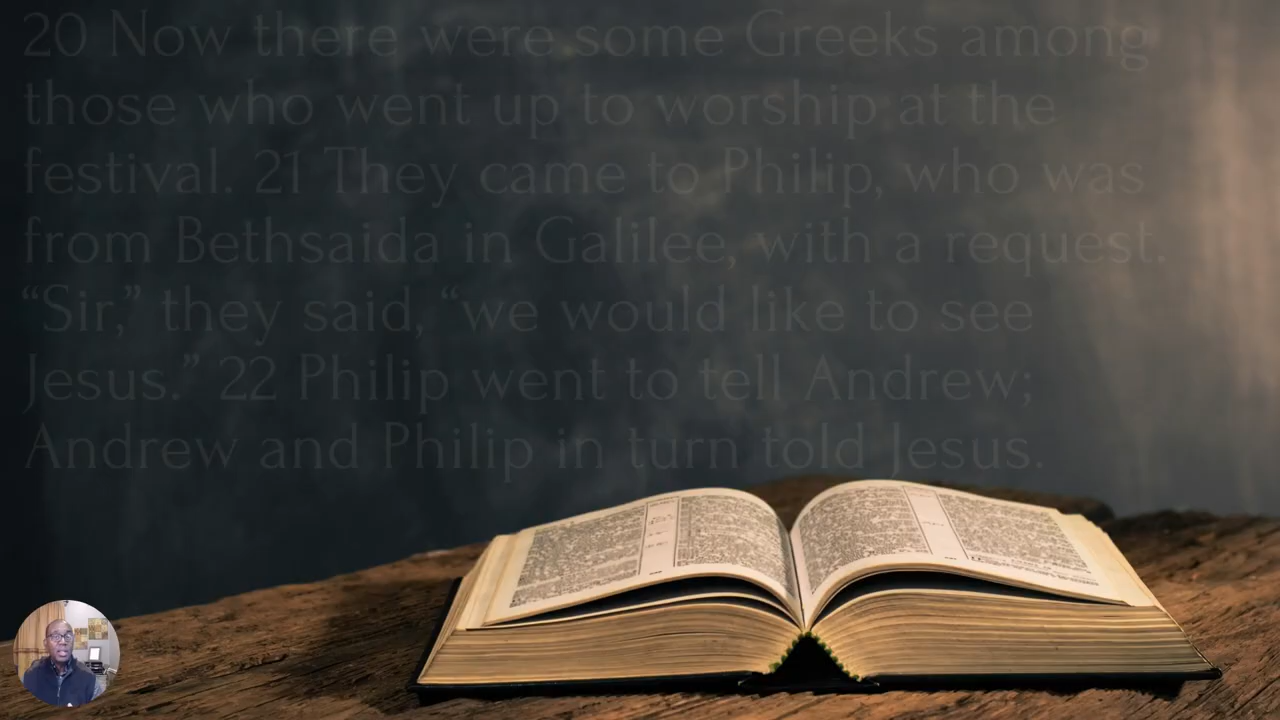 20 Now there were some Greeks among
those who went up to worship at the
festival. 21 They came to Philip, who was
from Bethsaida in Galilee, with a request.
“Sir,” they said, “we would like to see
Jesus.” 22 Philip went to tell Andrew;
Andrew and Philip in turn told Jesus.